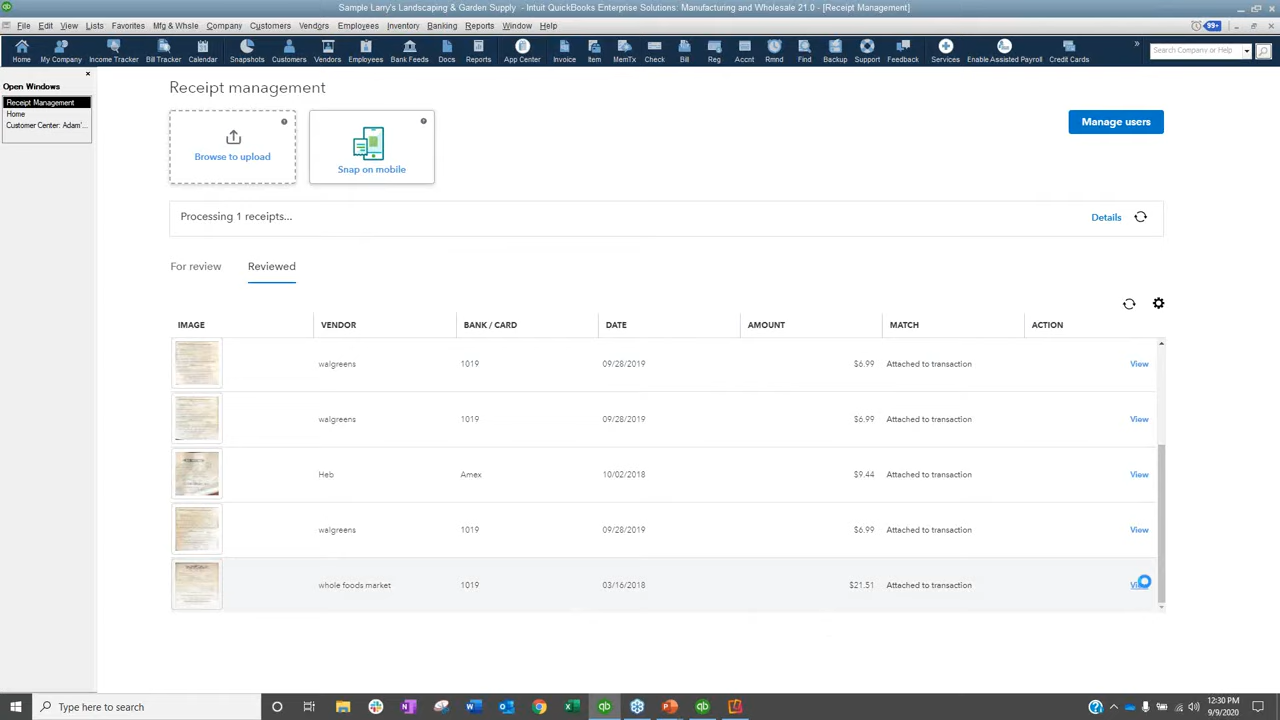 Sample Larry's Landscaping & Garden Supply - Intuit QuickBooks Enterprise Solutions: Manufacturing and Wholesale 21.0 - [Receipt Management]
File Edit View Lists Favorites Company Mfg & Whsle Customers Vendors Employees Inventory Banking Reports Window Help 99+
Home My Company Income Tracker Bill Tracker Calendar Snapshots Customers Vendors Employees Bank Feeds Docs Reports App Center Invoice Item MemTx Check Bill Reg Accnt Rmnd Find Backup Support Feedback Services Enable Assisted Payroll Credit Cards Search Company or Help
Open Windows
Receipt Management
Home
Customer Center: Adam'...
Receipt management
Browse to upload
Snap on mobile
Manage users
Processing 1 receipts...
Details
For review Reviewed
IMAGE VENDOR BANK / CARD DATE AMOUNT MATCH ACTION
walgreens 1019 09/28/2018 $6.99 Attached to transaction View
walgreens 1019 09/28/2018 $6.99 Attached to transaction View
Heb Amex 10/02/2018 $9.44 Attached to transaction View
walgreens 1019 09/28/2018 $6.99 Attached to transaction View
whole foods market 1019 03/16/2018 $21.51 Attached to transaction
Type here to search
12:30 PM
9/9/2020